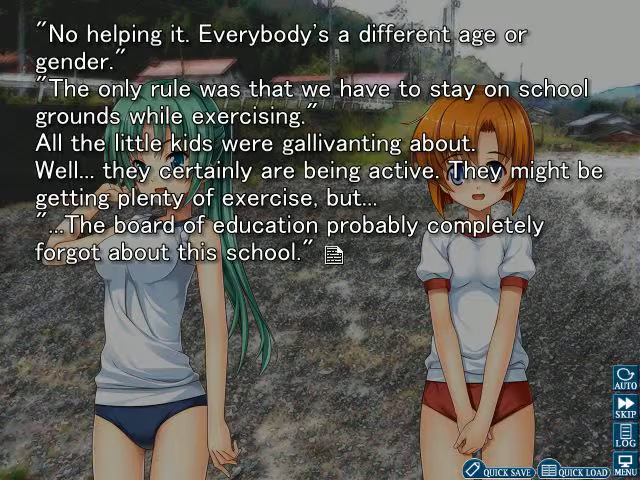 "No helping it. Everybody's a different age or
gender."
"The only rule was that we have to stay on school
grounds while exercising."
All the little kids were gallivanting about.
Well... they certainly are being active. They might be
getting plenty of exercise, but...
"...The board of education probably completely
forgot about this school."
AUTO
SKIP
LOG
MENU
QUICK SAVE QUICK LOAD